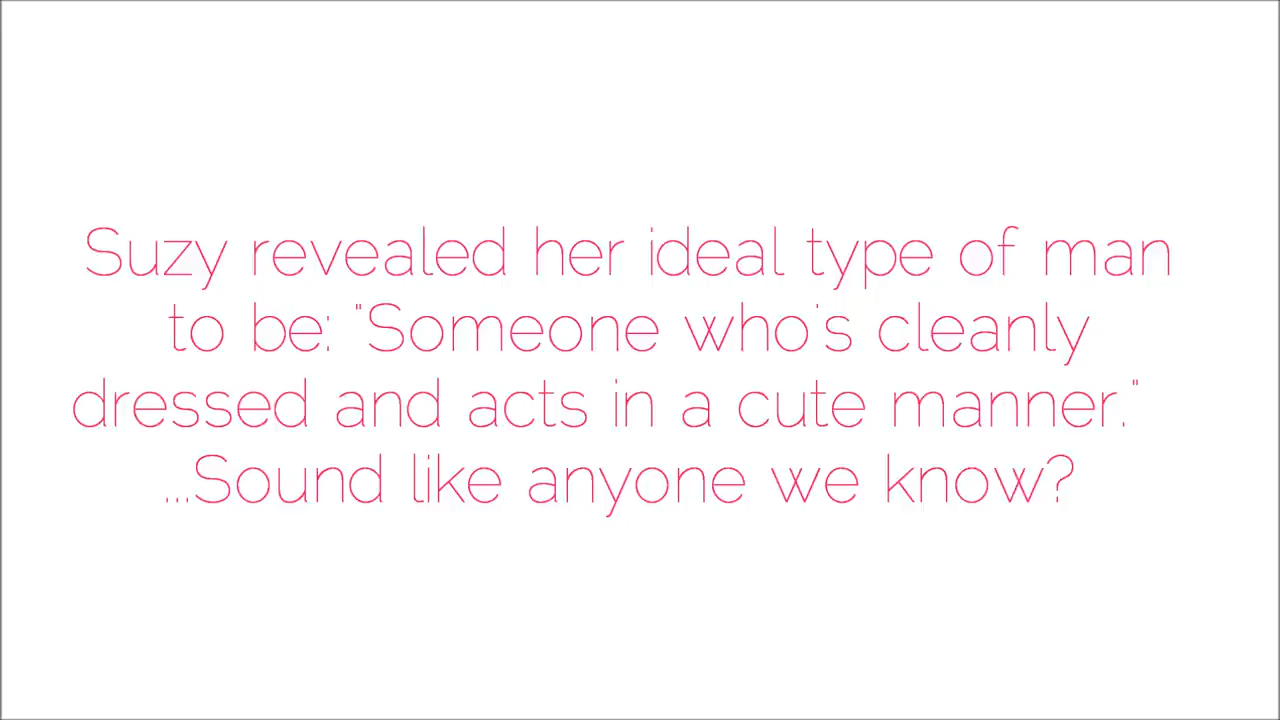 Suzy revealed her ideal type of man
to be: "Someone who's cleanly
dressed and acts in a cute manner."
...Sound like anyone we know?